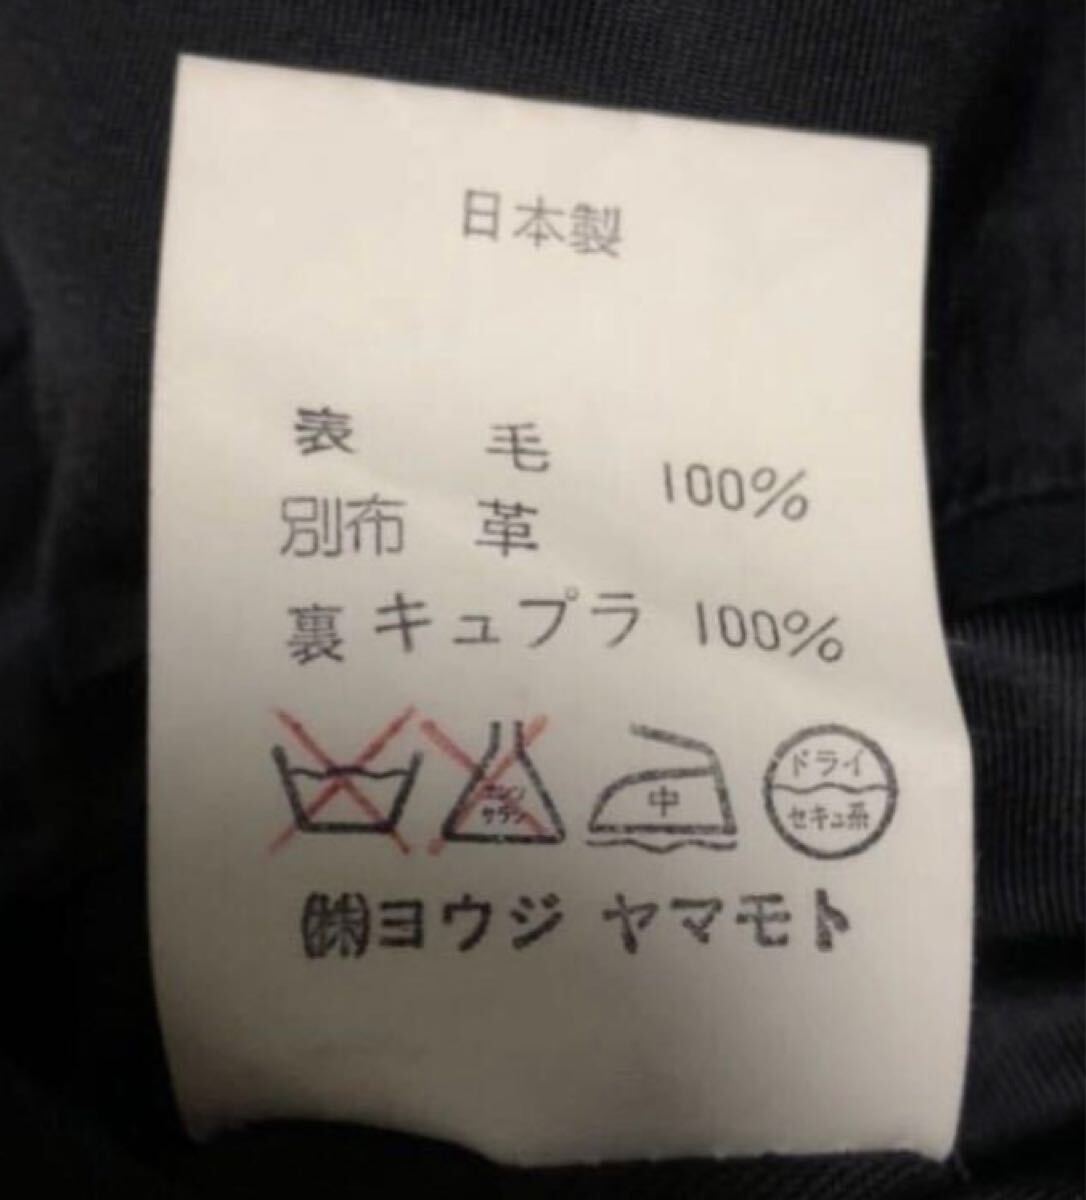 日本製
表 毛 100%
別布 革
裏 キュプラ 100%
エンソ
サラシ
中
ドライ
セキユ系
㈱ヨウジ ヤマモト